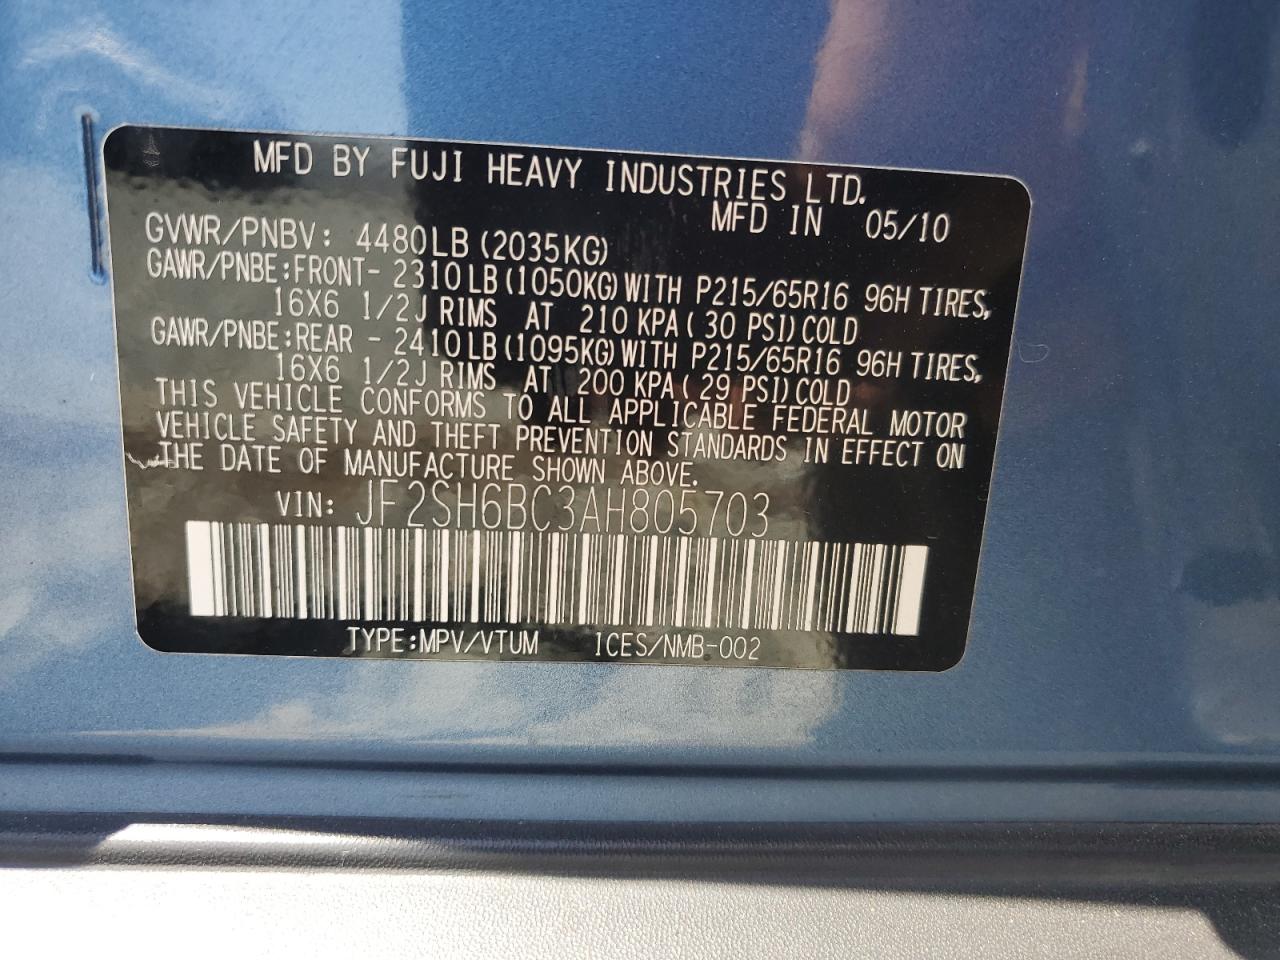 MFD BY FUJI HEAVY INDUSTRIES LTD.
MFD IN 05/10
GVWR/PNBV: 4480LB (2035KG)
GAWR/PNBE:FRONT- 2310LB(1050KG)WITH P215/65R16 96H TIRES,
16X6 1/2J RIMS AT 210 KPA( 30 PSI)COLD
GAWR/PNBE:REAR - 2410LB(1095KG)WITH P215/65R16 96H TIRES,
16X6 1/2J RIMS AT 200 KPA( 29 PSI)COLD
THIS VEHICLE CONFORMS TO ALL APPLICABLE FEDERAL MOTOR
VEHICLE SAFETY AND THEFT PREVENTION STANDARDS IN EFFECT ON
THE DATE OF MANUFACTURE SHOWN ABOVE.
VIN: JF2SH6BC3AH805703
TYPE:MPV/VTUM ICES/NMB-002